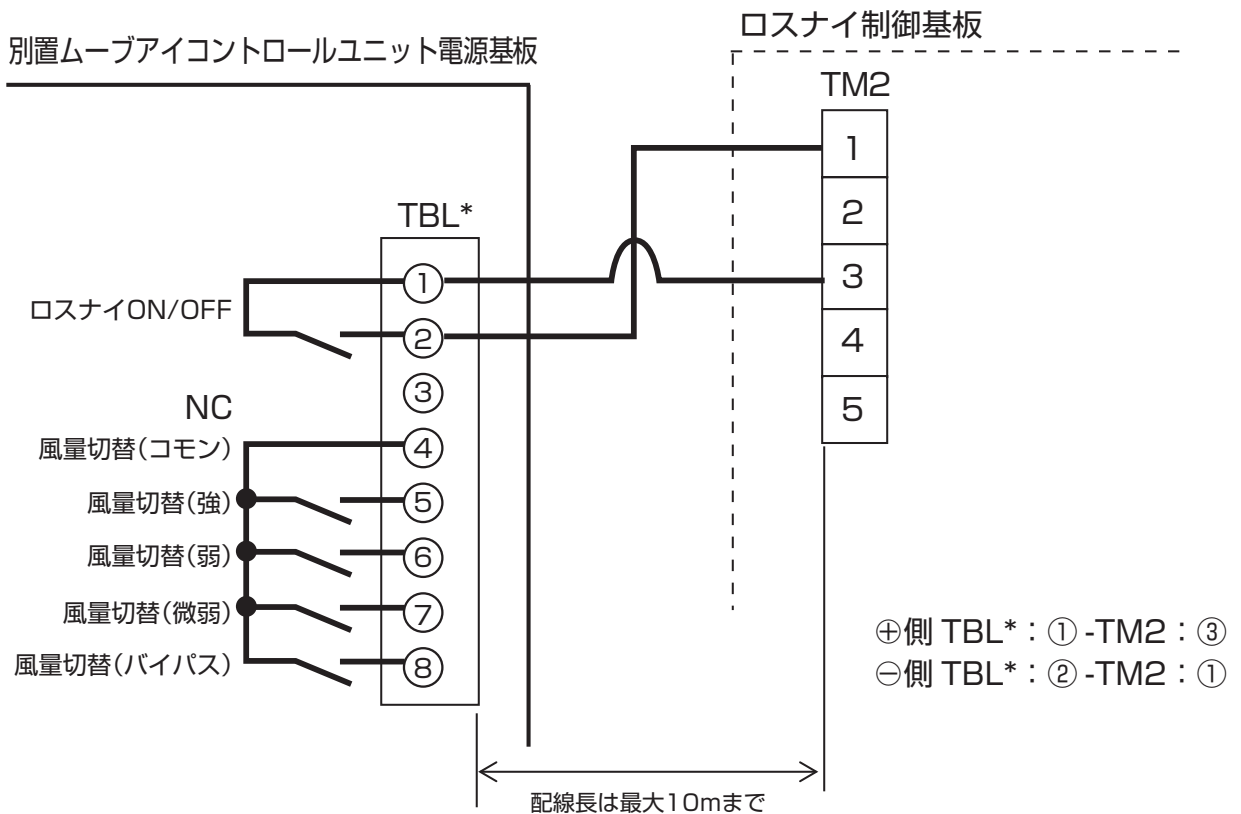 ロスナイ制御基板
別置ムーブアイコントロールユニット電源基板
TM2
1
2
3
4
5
TBL*
ロスナイON/OFF
①
②
③
NC
風量切替(コモン)
④
風量切替(強)
⑤
風量切替(弱)
⑥
風量切替(微弱)
⑦
風量切替(バイパス)
⑧
⊕側 TBL*:①-TM2:③
⊖側 TBL*:②-TM2:①
配線長は最大10mまで